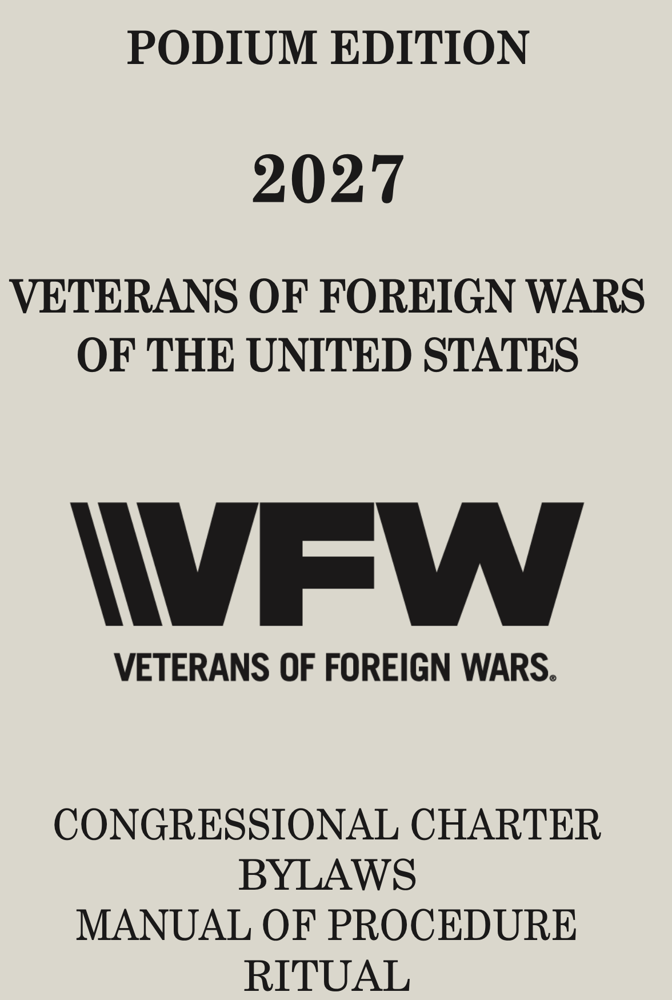 PODIUM EDITION
2027
VETERANS OF FOREIGN WARS
OF THE UNITED STATES
VFW
VETERANS OF FOREIGN WARS.®
CONGRESSIONAL CHARTER
BYLAWS
MANUAL OF PROCEDURE
RITUAL